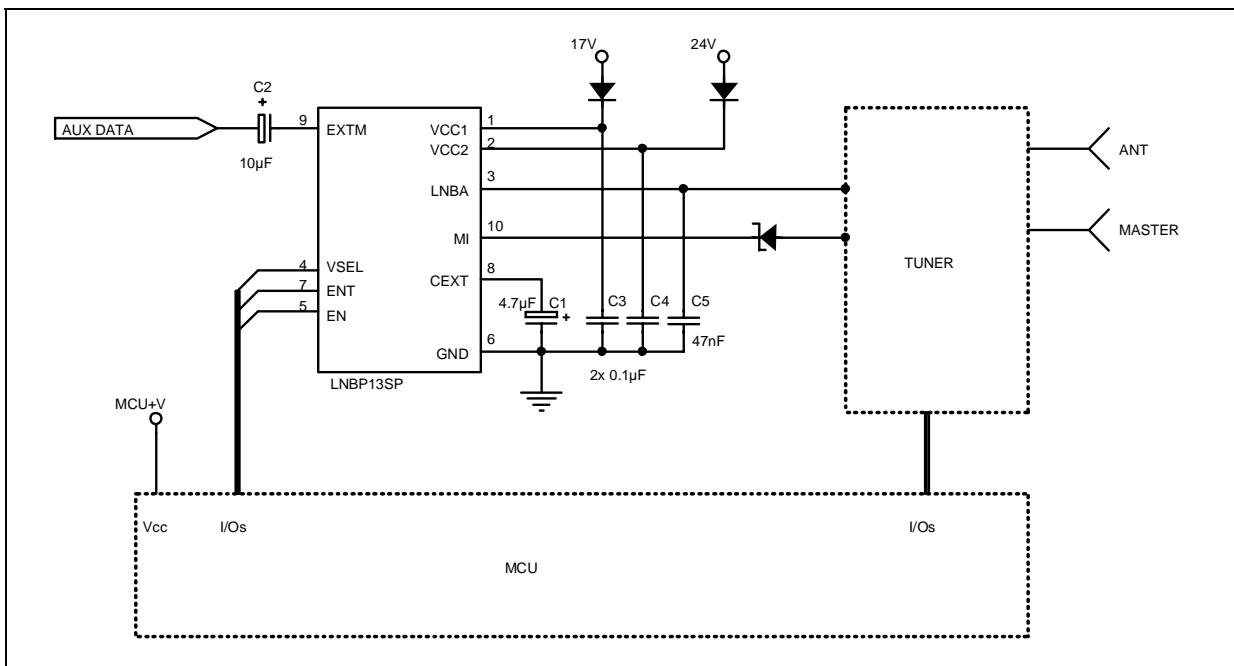 17V
24V
C2
+
AUX DATA
10µF
9
EXTM
VCC1
1
VCC2
2
LNBA
3
MI
10
CEXT
8
GND
6
VSEL
4
ENT
7
EN
5
LNBP13SP
4.7µF
C1
+
C3
C4
C5
47nF
2x 0.1µF
TUNER
ANT
MASTER
MCU+V
Vcc
I/Os
I/Os
MCU